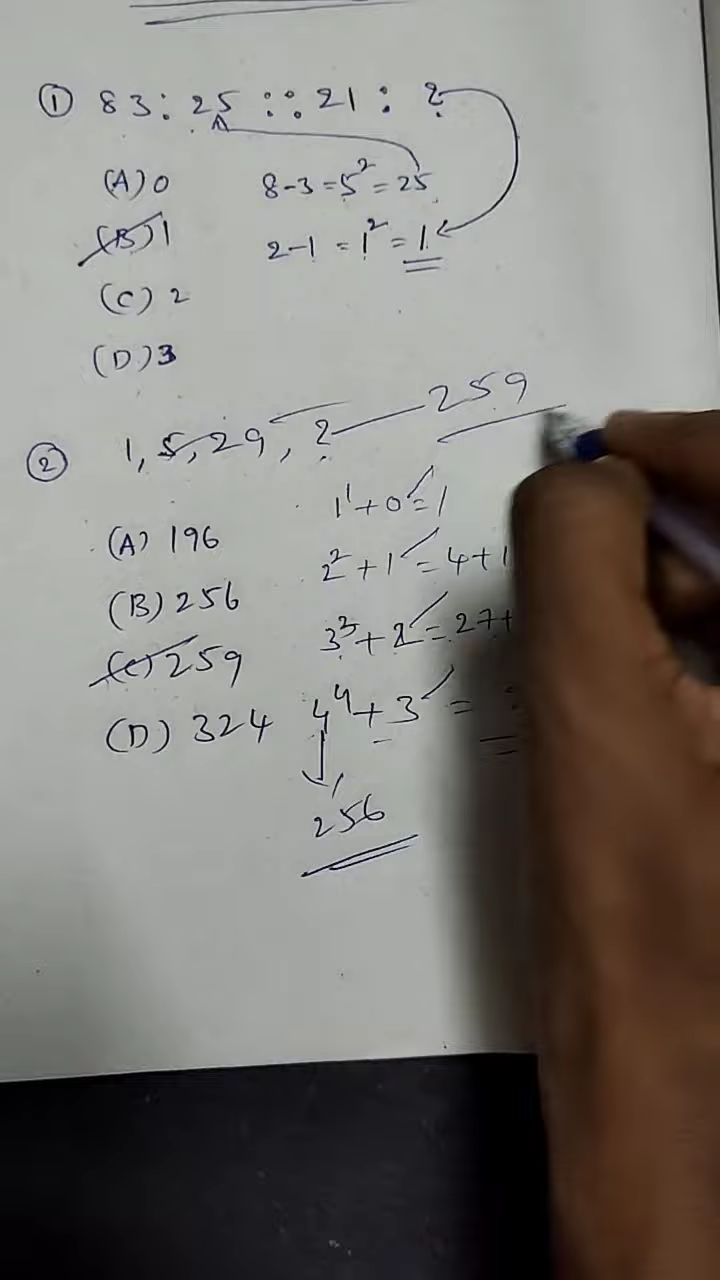 ① 83 : 25 :: 21 : ?
(A) 0 8-3=5²=25
(B) 1 2-1=1²=1
(C) 2
(D) 3
② 1, 5, 29, ? 259
1¹+0=1
(A) 196 2²+1=4+1
(B) 256 3³+2=27+
(C) 259
(D) 324 4⁴+3=
256